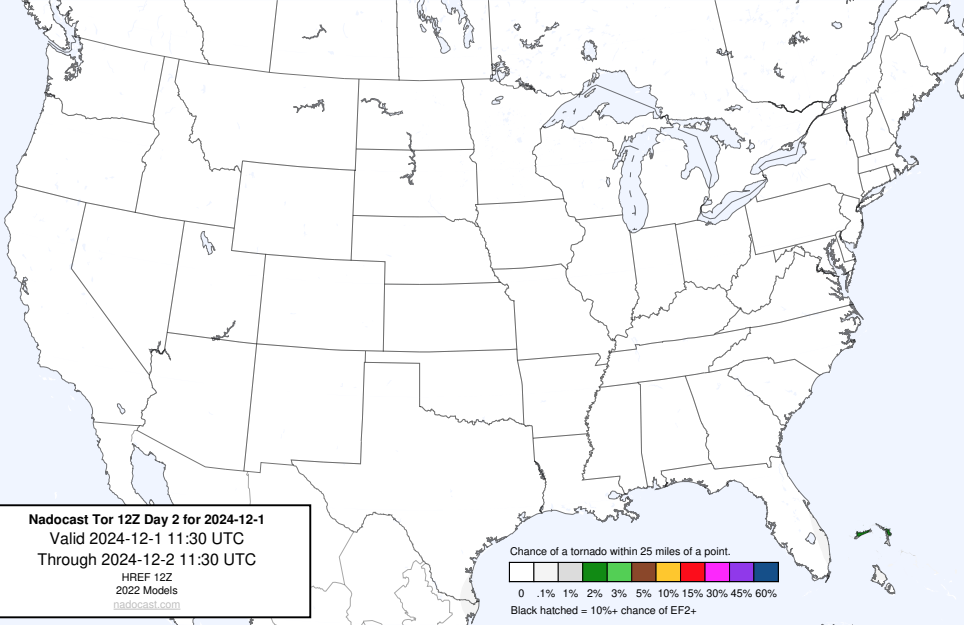 Nadocast Tor 12Z Day 2 for 2024-12-1
Valid 2024-12-1 11:30 UTC
Through 2024-12-2 11:30 UTC
HREF 12Z
2022 Models
nadocast.com
Chance of a tornado within 25 miles of a point.
0 .1% 1% 2% 3% 5% 10% 15% 30% 45% 60%
Black hatched = 10%+ chance of EF2+